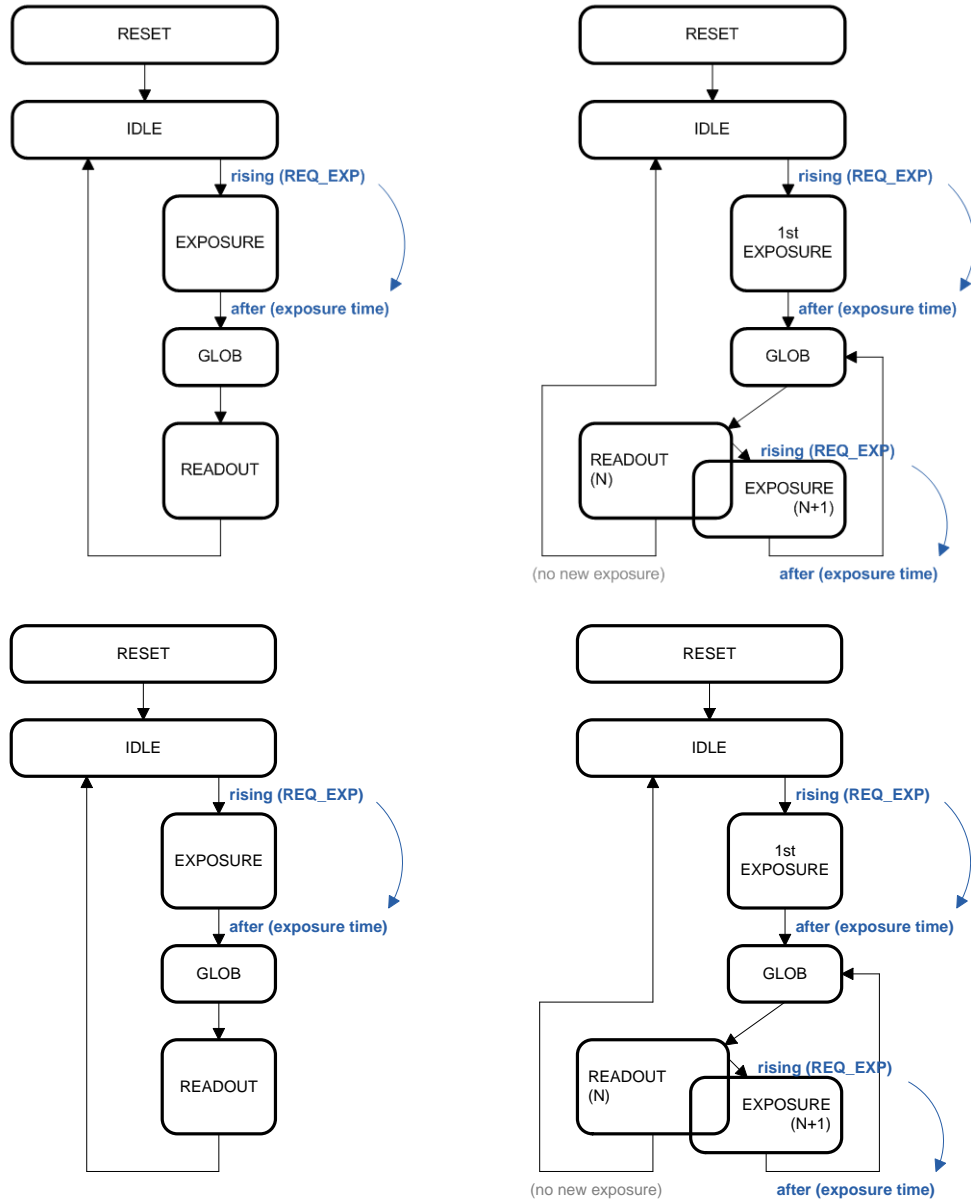 RESET
IDLE
rising (REQ_EXP)
EXPOSURE
after (exposure time)
GLOB
READOUT
RESET
IDLE
rising (REQ_EXP)
1st
EXPOSURE
after (exposure time)
GLOB
rising (REQ_EXP)
READOUT
(N)
EXPOSURE
(N+1)
(no new exposure)
after (exposure time)
RESET
IDLE
rising (REQ_EXP)
EXPOSURE
after (exposure time)
GLOB
READOUT
RESET
IDLE
rising (REQ_EXP)
1st
EXPOSURE
after (exposure time)
GLOB
rising (REQ_EXP)
READOUT
(N)
EXPOSURE
(N+1)
(no new exposure)
after (exposure time)